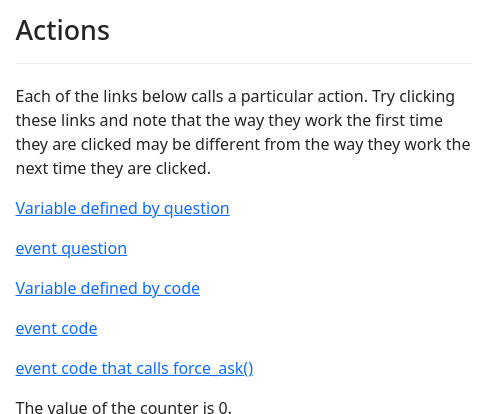 Actions
Each of the links below calls a particular action. Try clicking
these links and note that the way they work the first time
they are clicked may be different from the way they work the
next time they are clicked.
Variable defined by question
event question
Variable defined by code
event code
event code that calls force_ask()
The value of the counter is 0.